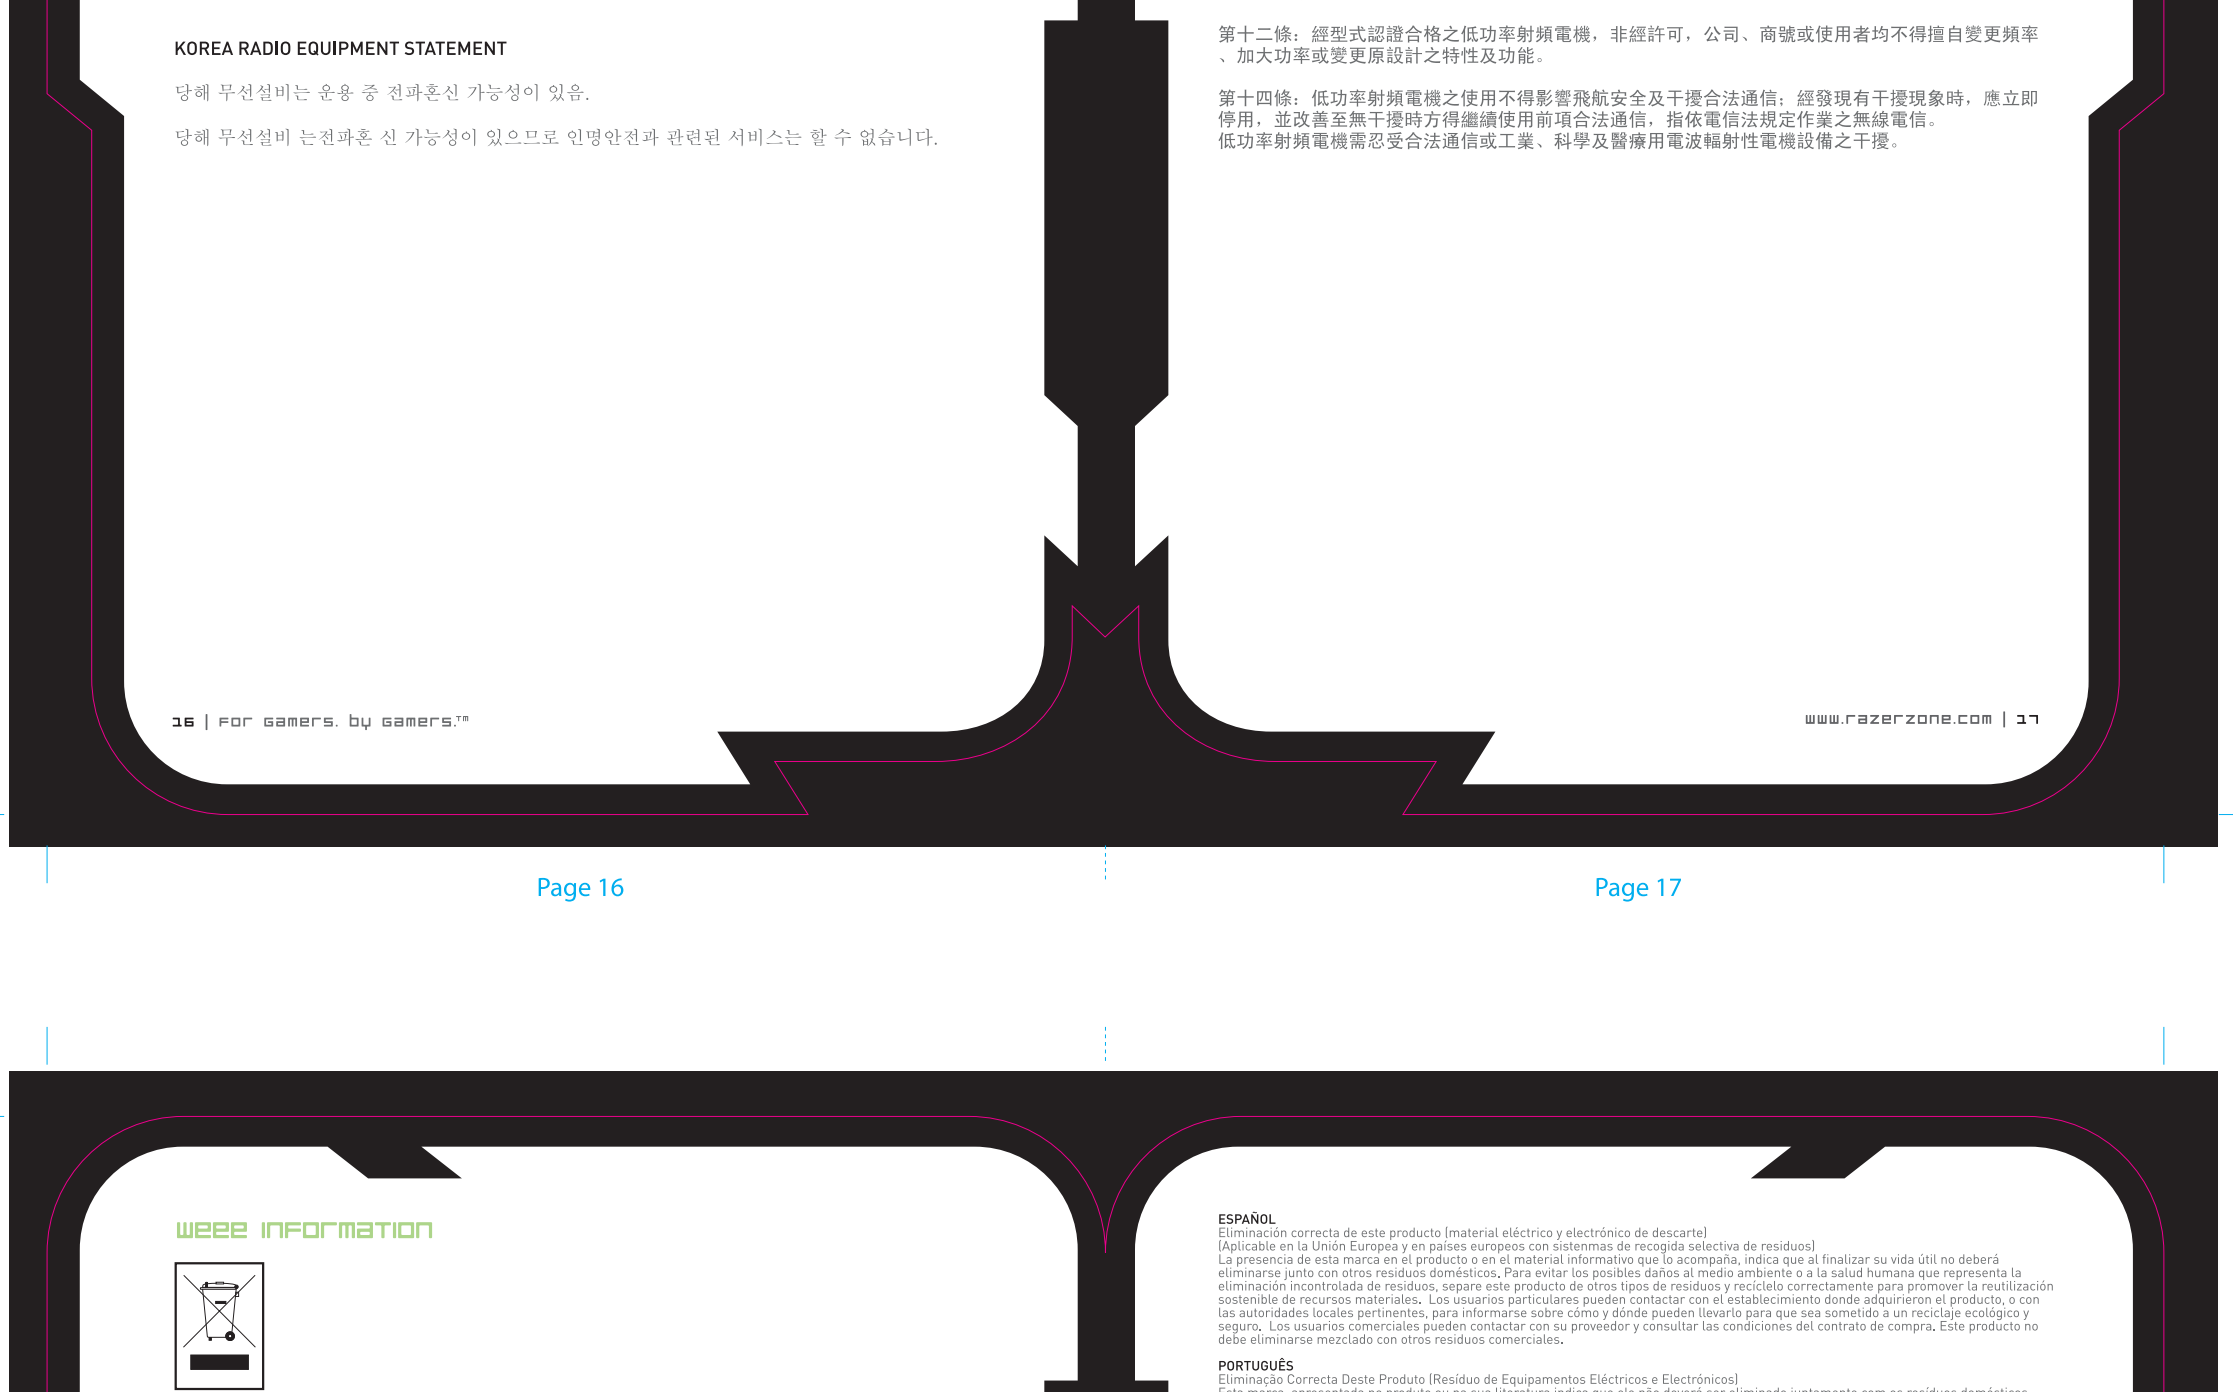 KOREA RADIO EQUIPMENT STATEMENT
당해 무선설비는 운용 중 전파혼신 가능성이 있음.
당해 무선설비 는전파혼 신 가능성이 있으므로 인명안전과 관련된 서비스는 할 수 없습니다.
16 | For Gamers. by Gamers.™
第十二條：經型式認證合格之低功率射頻電機，非經許可，公司、商號或使用者均不得擅自變更頻率
、加大功率或變更原設計之特性及功能。
第十四條：低功率射頻電機之使用不得影響飛航安全及干擾合法通信；經發現有干擾現象時，應立即
停用，並改善至無干擾時方得繼續使用前項合法通信，指依電信法規定作業之無線電信。
低功率射頻電機需忍受合法通信或工業、科學及醫療用電波輻射性電機設備之干擾。
www.razerzone.com | 17
Page 16
Page 17
weee information
ESPAÑOL
Eliminación correcta de este producto (material eléctrico y electrónico de descarte)
(Aplicable en la Unión Europea y en países europeos con sistenmas de recogida selectiva de residuos)
La presencia de esta marca en el producto o en el material informativo que lo acompaña, indica que al finalizar su vida útil no deberá
eliminarse junto con otros residuos domésticos. Para evitar los posibles daños al medio ambiente o a la salud humana que representa la
eliminación incontrolada de residuos, separe este producto de otros tipos de residuos y recíclelo correctamente para promover la reutilización
sostenible de recursos materiales.  Los usuarios particulares pueden contactar con el establecimiento donde adquirieron el producto, o con
las autoridades locales pertinentes, para informarse sobre cómo y dónde pueden llevarlo para que sea sometido a un reciclaje ecológico y
seguro.  Los usuarios comerciales pueden contactar con su proveedor y consultar las condiciones del contrato de compra. Este producto no
debe eliminarse mezclado con otros residuos comerciales.
PORTUGUÊS
Eliminação Correcta Deste Produto (Resíduo de Equipamentos Eléctricos e Electrónicos)
Esta marca, apresentada no produto ou na sua literatura indica que ele não deverá ser eliminado juntamente com os resíduos domésticos